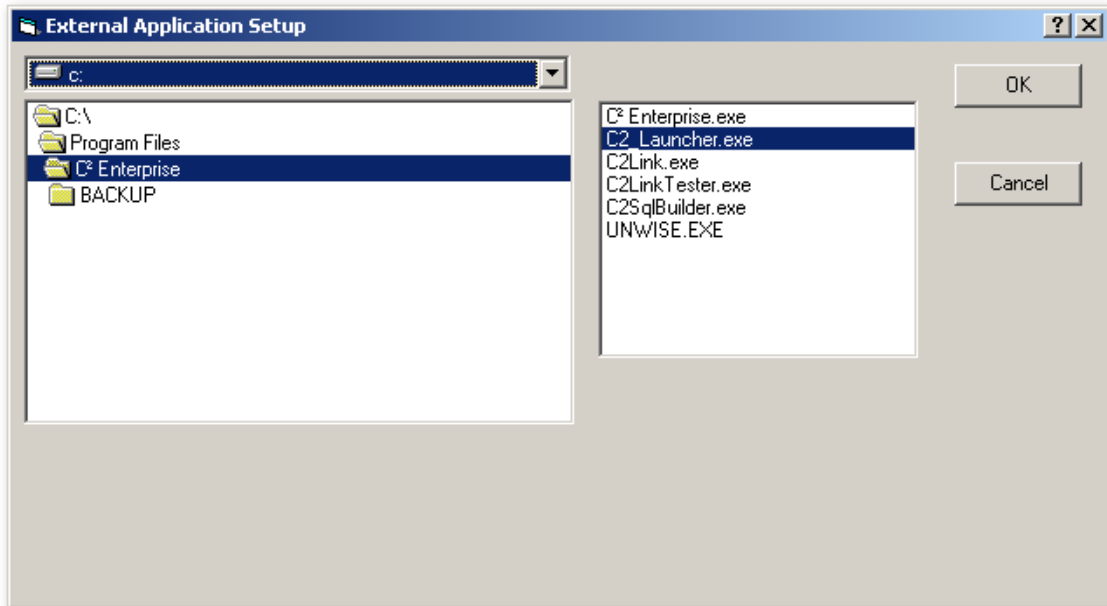 External Application Setup
c:
C:\
Program Files
C² Enterprise
BACKUP
C² Enterprise.exe
C2_Launcher.exe
C2Link.exe
C2LinkTester.exe
C2SqlBuilder.exe
UNWISE.EXE
OK
Cancel